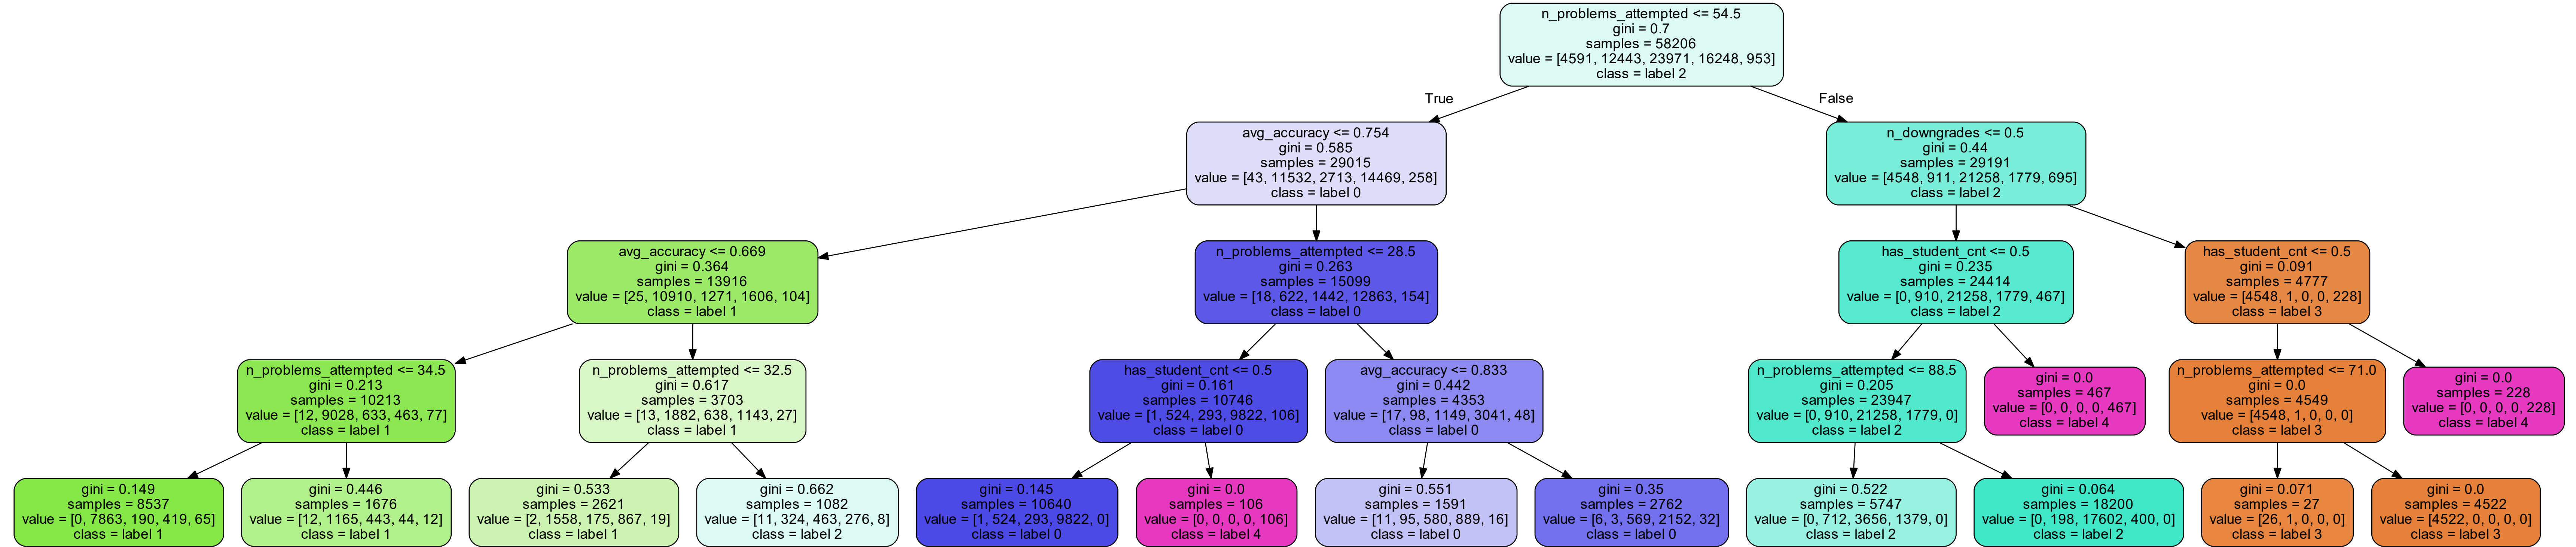 n_problems_attempted <= 54.5
gini = 0.7
samples = 58206
value = [4591, 12443, 23971, 16248, 953]
class = label 2
True
False
avg_accuracy <= 0.754
gini = 0.585
samples = 29015
value = [43, 11532, 2713, 14469, 258]
class = label 0
n_downgrades <= 0.5
gini = 0.44
samples = 29191
value = [4548, 911, 21258, 1779, 695]
class = label 2
avg_accuracy <= 0.669
gini = 0.364
samples = 13916
value = [25, 10910, 1271, 1606, 104]
class = label 1
n_problems_attempted <= 28.5
gini = 0.263
samples = 15099
value = [18, 622, 1442, 12863, 154]
class = label 0
has_student_cnt <= 0.5
gini = 0.235
samples = 24414
value = [0, 910, 21258, 1779, 467]
class = label 2
has_student_cnt <= 0.5
gini = 0.091
samples = 4777
value = [4548, 1, 0, 0, 228]
class = label 3
n_problems_attempted <= 34.5
gini = 0.213
samples = 10213
value = [12, 9028, 633, 463, 77]
class = label 1
n_problems_attempted <= 32.5
gini = 0.617
samples = 3703
value = [13, 1882, 638, 1143, 27]
class = label 1
has_student_cnt <= 0.5
gini = 0.161
samples = 10746
value = [1, 524, 293, 9822, 106]
class = label 0
avg_accuracy <= 0.833
gini = 0.442
samples = 4353
value = [17, 98, 1149, 3041, 48]
class = label 0
n_problems_attempted <= 88.5
gini = 0.205
samples = 23947
value = [0, 910, 21258, 1779, 0]
class = label 2
gini = 0.0
samples = 467
value = [0, 0, 0, 0, 467]
class = label 4
n_problems_attempted <= 71.0
gini = 0.0
samples = 4549
value = [4548, 1, 0, 0, 0]
class = label 3
gini = 0.0
samples = 228
value = [0, 0, 0, 0, 228]
class = label 4
gini = 0.149
samples = 8537
value = [0, 7863, 190, 419, 65]
class = label 1
gini = 0.446
samples = 1676
value = [12, 1165, 443, 44, 12]
class = label 1
gini = 0.533
samples = 2621
value = [2, 1558, 175, 867, 19]
class = label 1
gini = 0.662
samples = 1082
value = [11, 324, 463, 276, 8]
class = label 2
gini = 0.145
samples = 10640
value = [1, 524, 293, 9822, 0]
class = label 0
gini = 0.0
samples = 106
value = [0, 0, 0, 0, 106]
class = label 4
gini = 0.551
samples = 1591
value = [11, 95, 580, 889, 16]
class = label 0
gini = 0.35
samples = 2762
value = [6, 3, 569, 2152, 32]
class = label 0
gini = 0.522
samples = 5747
value = [0, 712, 3656, 1379, 0]
class = label 2
gini = 0.064
samples = 18200
value = [0, 198, 17602, 400, 0]
class = label 2
gini = 0.071
samples = 27
value = [26, 1, 0, 0, 0]
class = label 3
gini = 0.0
samples = 4522
value = [4522, 0, 0, 0, 0]
class = label 3